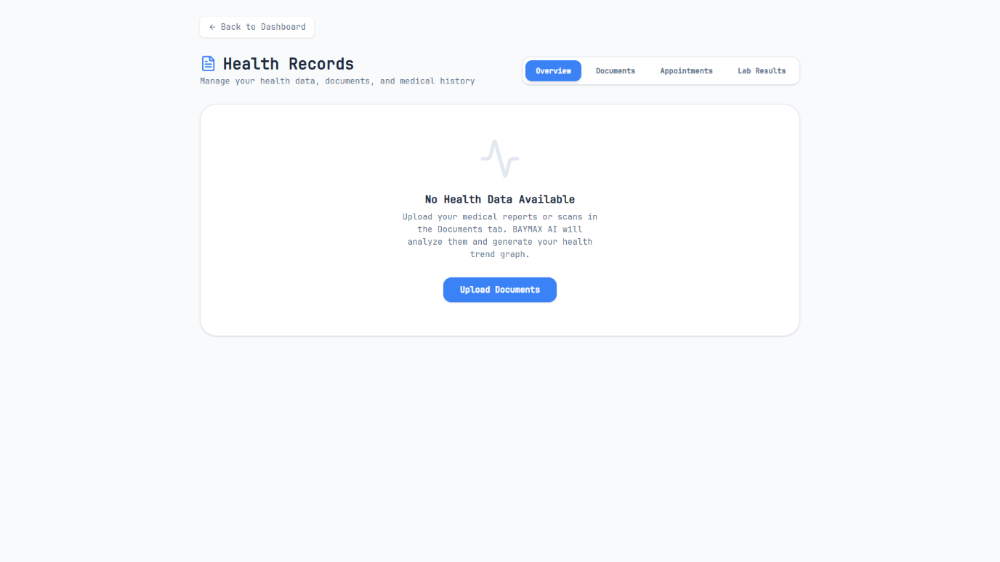 ← Back to Dashboard
Health Records
Manage your health data, documents, and medical history
Overview
Documents
Appointments
Lab Results
No Health Data Available
Upload your medical reports or scans in
the Documents tab. BAYMAX AI will
analyze them and generate your health
trend graph.
Upload Documents